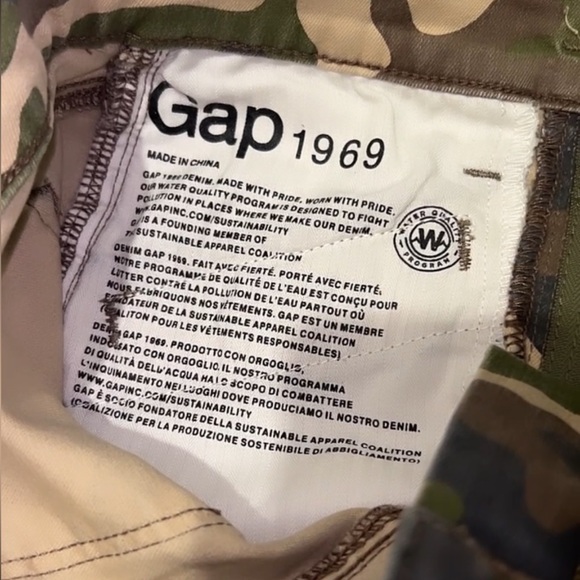 Gap 1969
MADE IN CHINA
GAP 1969 DENIM. MADE WITH PRIDE. WORN WITH PRIDE.
OUR WATER QUALITY PROGRAM IS DESIGNED TO FIGHT
POLLUTION IN PLACES WHERE WE MAKE OUR DENIM.
WWW.GAPINC.COM/SUSTAINABILITY
IS A FOUNDING MEMBER OF
SUSTAINABLE APPAREL COALITION
WATER QUALITY
W
PROGRAM
DENIM GAP 1969. FAIT AVEC FIERTÉ. PORTÉ AVEC FIERTÉ.
NOTRE PROGRAMME DE QUALITÉ DE L'EAU EST CONÇU POUR
LUTTER CONTRE LA POLLUTION DE L'EAU PARTOUT OÙ
NOUS FABRIQUONS NOS VÊTEMENTS. GAP EST UN MEMBRE
FONDATEUR DE LA SUSTAINABLE APPAREL COALITION
(COALITON POUR LES VÊTEMENTS RESPONSABLES)
DENIM GAP 1969. PRODOTTO CON ORGOGLIO,
INDOSSATO CON ORGOGLIO. IL NOSTRO PROGRAMMA
DI QUALITÀ DELL'ACQUA HA LO SCOPO DI COMBATTERE
L'INQUINAMENTO NEI LUOGHI DOVE PRODUCIAMO IL NOSTRO DENIM.
WWW.GAPINC.COM/SUSTAINABILITY
GAP È SOCIO FONDATORE DELLA SUSTAINABLE APPAREL COALITION
(COALIZIONE PER LA PRODUZIONE SOSTENIBILE DI ABBIGLIAMENTO)